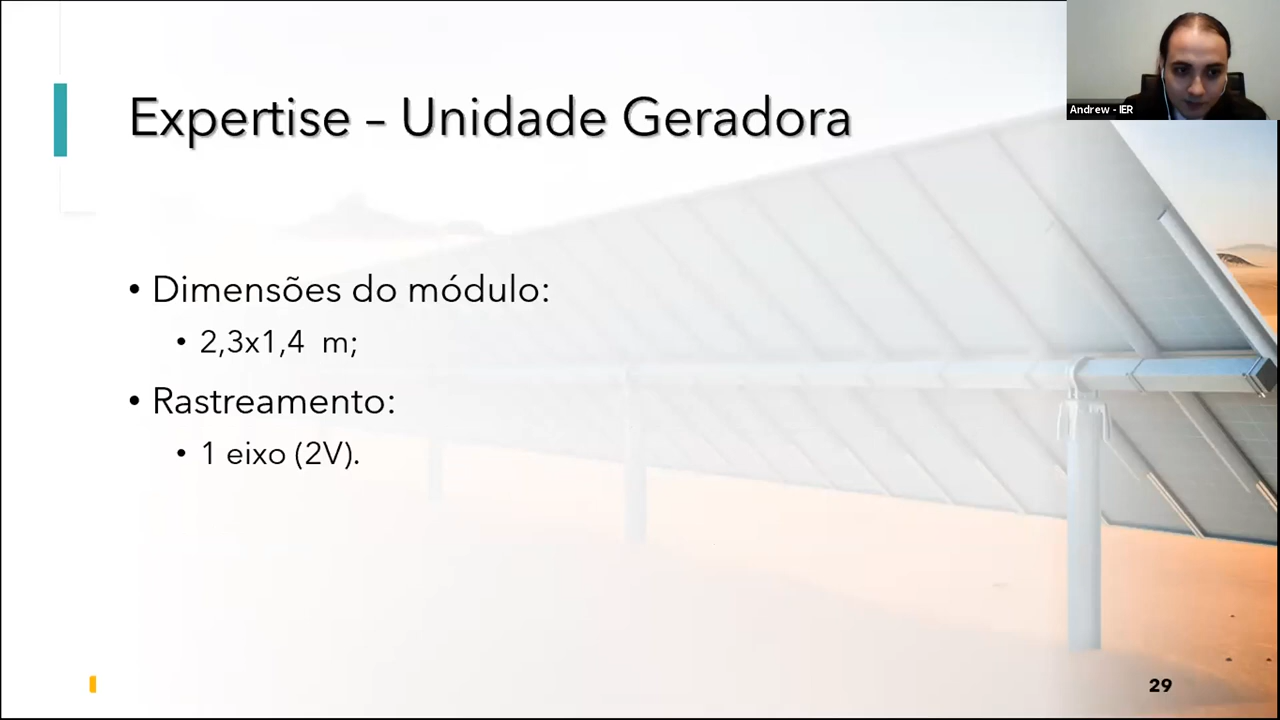 Expertise – Unidade Geradora
Andrew - IER
• Dimensões do módulo:
• 2,3x1,4 m;
• Rastreamento:
• 1 eixo (2V).
29